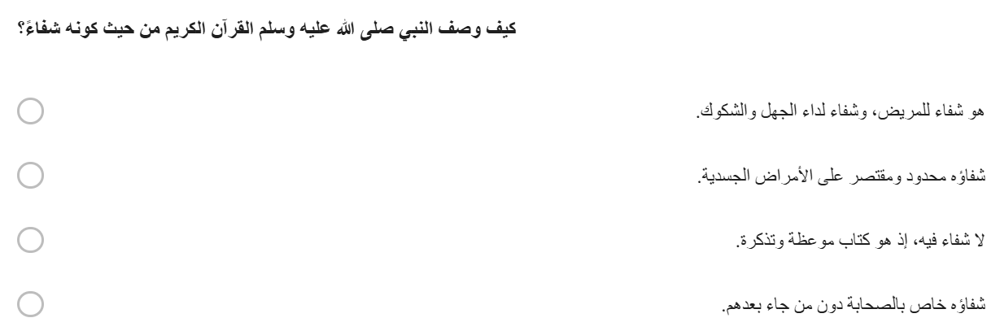 كيف وصف النبي صلى الله عليه وسلم القرآن الكريم من حيث كونه شفاءً؟
هو شفاء للمريض، وشفاء لداء الجهل والشكوك.
شفاؤه محدود ومقتصر على الأمراض الجسدية.
لا شفاء فيه، إذ هو كتاب موعظة وتذكرة.
شفاؤه خاص بالصحابة دون من جاء بعدهم.